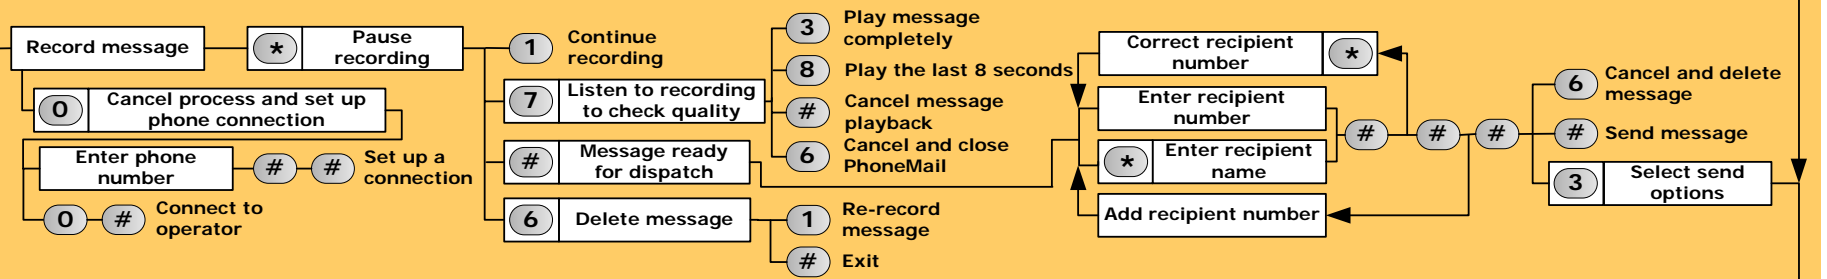 Record message
*
Pause
recording
0
Cancel process and set up
phone connection
Enter phone
number
#
#
Set up a
connection
0
#
Connect to
operator
1
Continue
recording
7
Listen to recording
to check quality
3
Play message
completely
8
Play the last 8 seconds
#
Cancel message
playback
6
Cancel and close
PhoneMail
#
Message ready
for dispatch
6
Delete message
1
Re-record
message
#
Exit
Correct recipient
number
*
Enter recipient
number
*
Enter recipient
name
Add recipient number
#
#
#
6
Cancel and delete
message
#
Send message
3
Select send
options